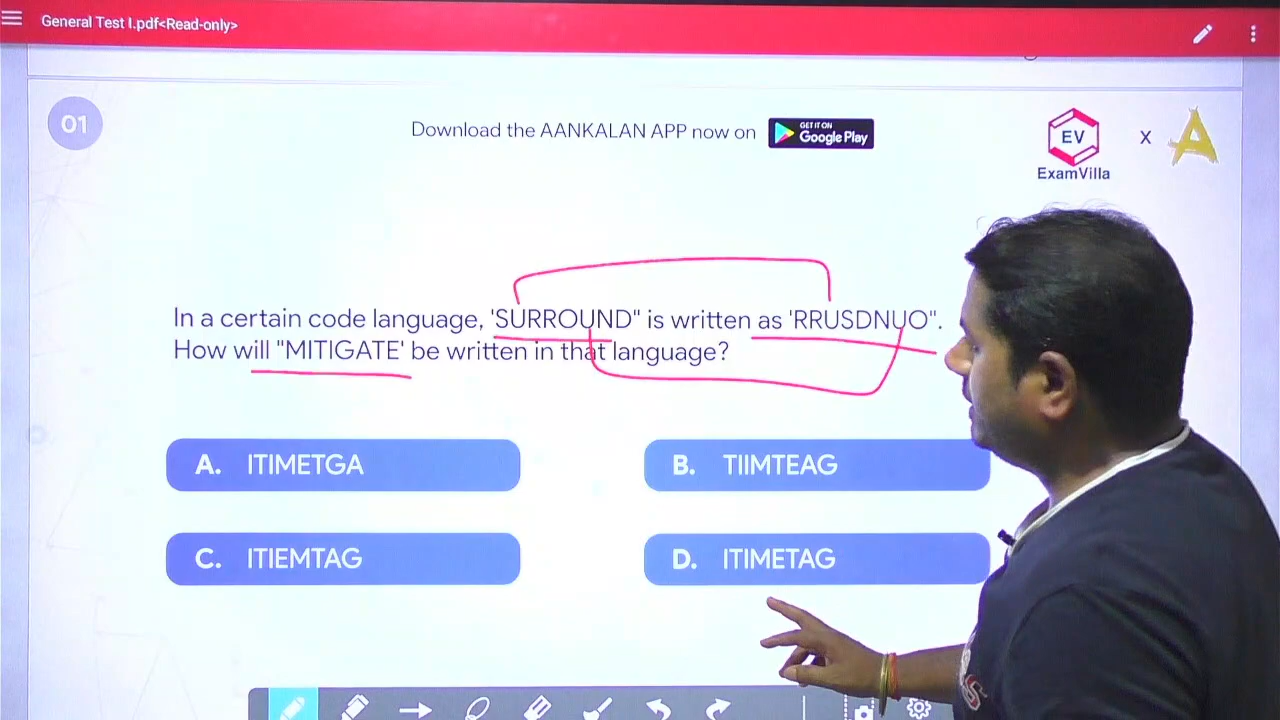 General Test I.pdf<Read-only>
01
Download the AANKALAN APP now on
GET IT ON
Google Play
EV
X
A
ExamVilla
In a certain code language, 'SURROUND" is written as 'RRUSDNUO".
How will "MITIGATE' be written in that language?
A. ITIMETGA
B. TIIMTEAG
C. ITIEMTAG
D. ITIMETAG